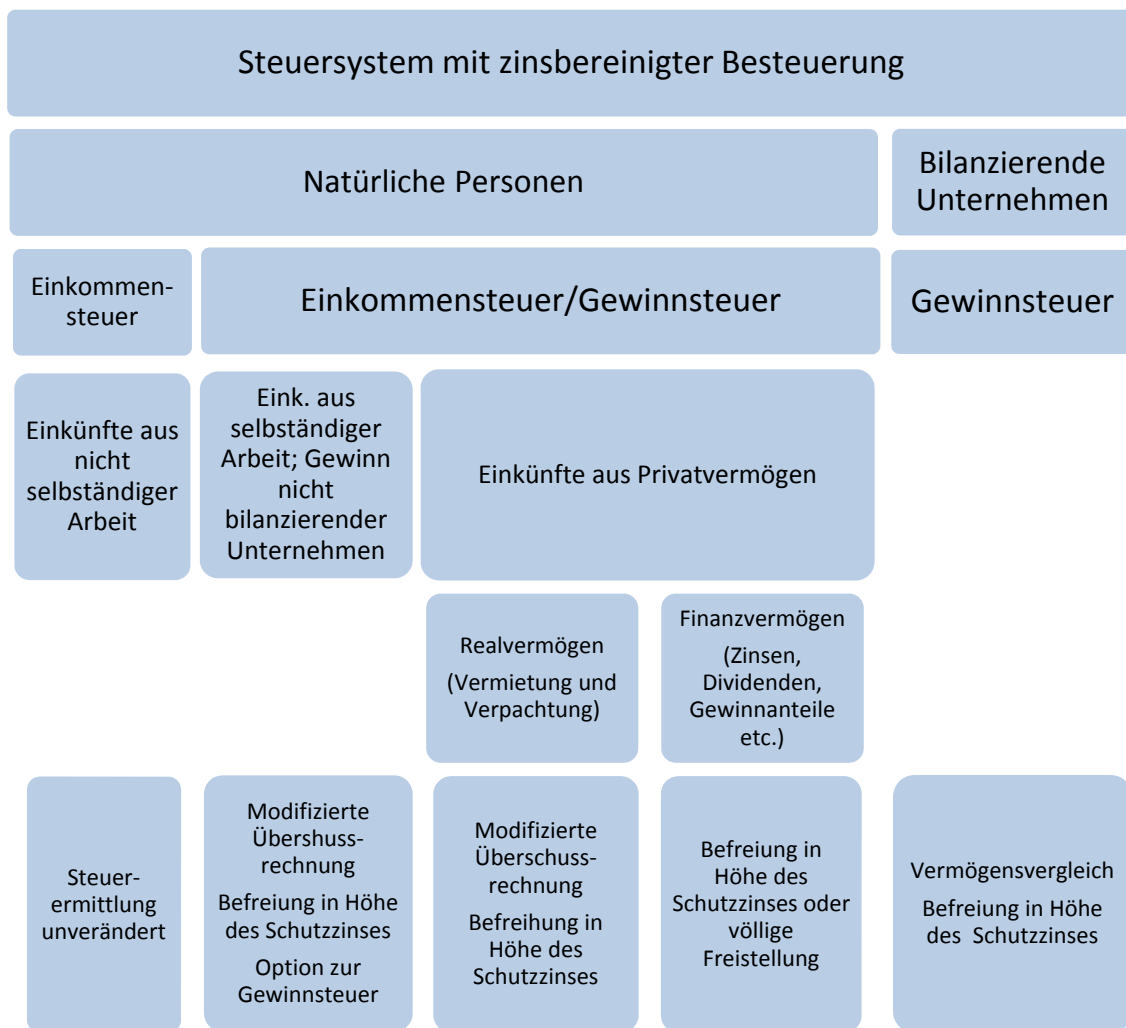 Steuersystem mit zinsbereinigter Besteuerung
Natürliche Personen
Bilanzierende
Unternehmen
Einkommen-
steuer
Einkommensteuer/Gewinnsteuer
Gewinnsteuer
Einkünfte aus
nicht
selbständiger
Arbeit
Eink. aus
selbständiger
Arbeit; Gewinn
nicht
bilanzierender
Unternehmen
Einkünfte aus Privatvermögen
Realvermögen
(Vermietung und
Verpachtung)
Finanzvermögen
(Zinsen,
Dividenden,
Gewinnanteile
etc.)
Steuer-
ermittlung
unverändert
Modifizierte
Übershuss-
rechnung
Befreiung in Höhe
des Schutzzinses
Option zur
Gewinnsteuer
Modifizierte
Überschuss-
rechnung
Befreihung in
Höhe des
Schutzzinses
Befreiung in
Höhe des
Schutzzinses oder
völlige
Freistellung
Vermögensvergleich
Befreiung in Höhe
des Schutzzinses